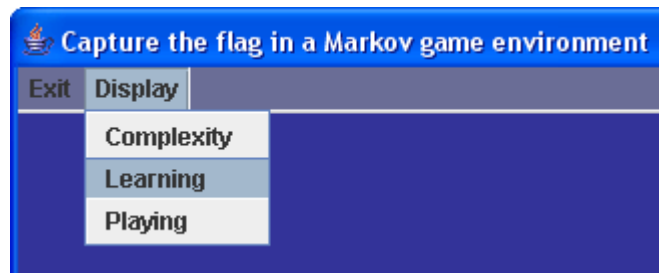 Capture the flag in a Markov game environment
Exit Display
Complexity
Learning
Playing